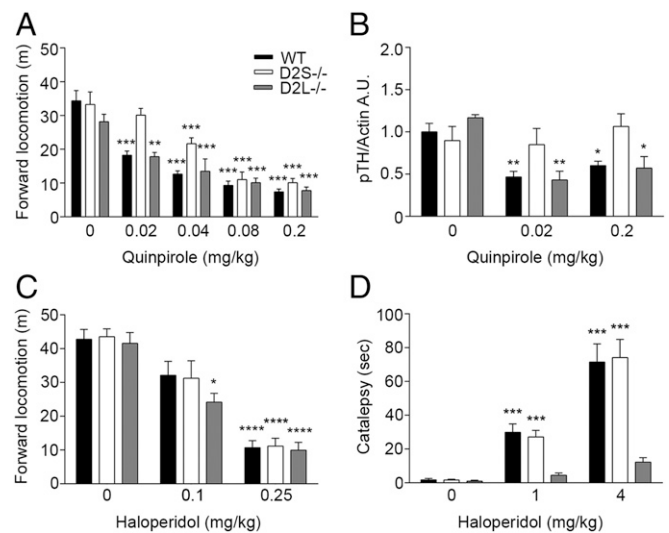 A
50
40
30
20
10
0
Forward locomotion (m)
WT
D2S-/-
D2L-/-
*** **
*** *** ***
*** *** ***
*** *** ***
0 0.02 0.04 0.08 0.2
Quinpirole (mg/kg)
B
2.0
1.5
1.0
0.5
0
pTH/Actin A.U.
** **
* *
0 0.02 0.2
Quinpirole (mg/kg)
C
50
40
30
20
10
0
Forward locomotion (m)
*
**** **** ****
0 0.1 0.25
Haloperidol (mg/kg)
D
100
80
60
40
20
0
Catalepsy (sec)
*** ***
*** ***
0 1 4
Haloperidol (mg/kg)